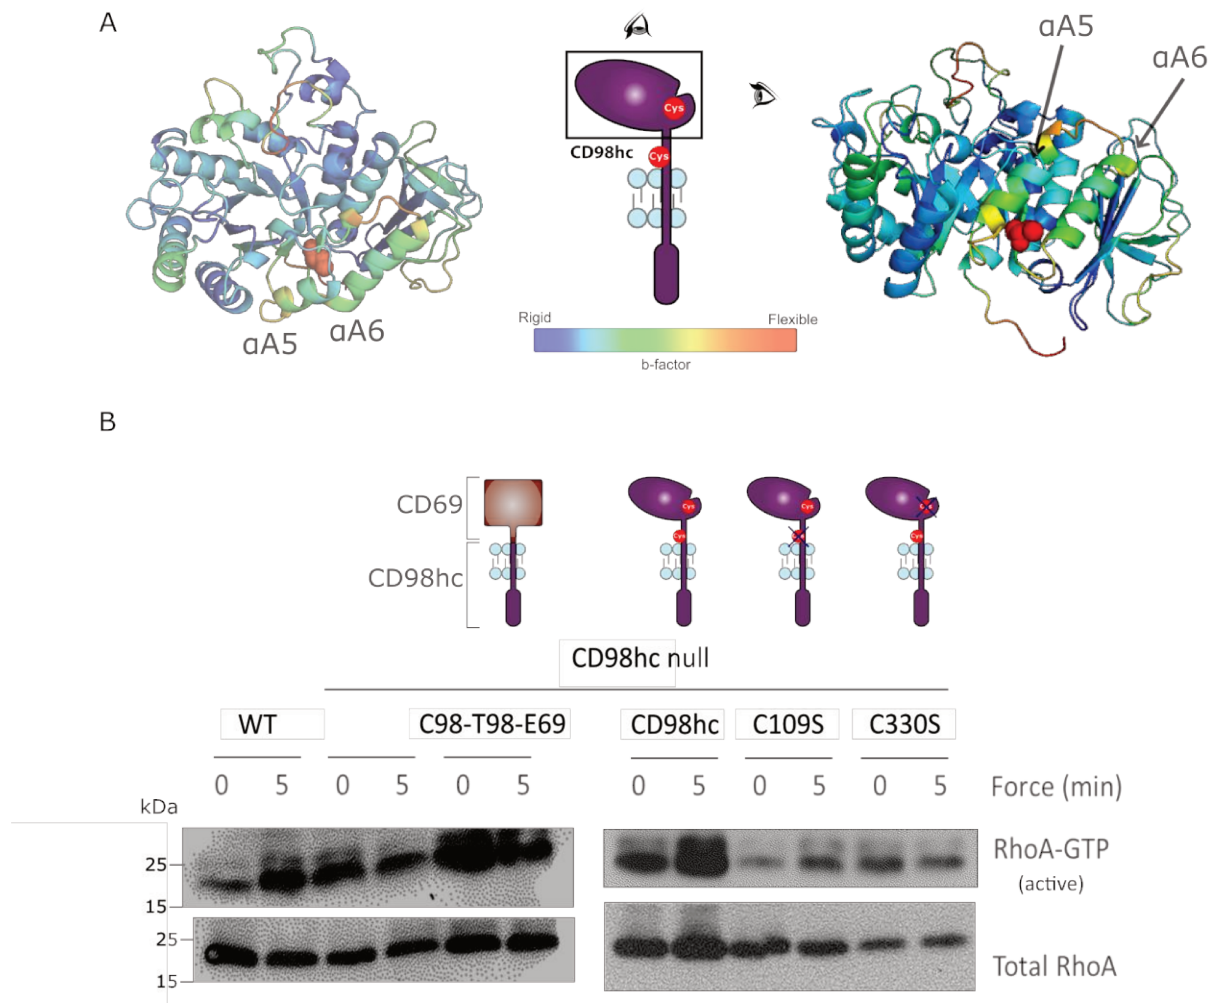 A
αA5
αA6
Cys
CD98hc
Cys
αA5 αA6
Rigid
Flexible
b-factor
B
CD69
CD98hc
Cys
Cys
Cys
Cys
Cys
Cys
CD98hc null
WT
C98-T98-E69
CD98hc
C109S
C330S
0 5 0 5 0 5 0 5 0 5 0 5 Force (min)
kDa
25
15
RhoA-GTP
(active)
25
15
Total RhoA